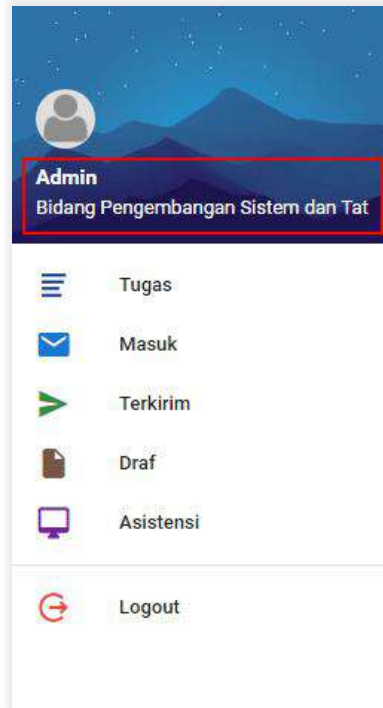 Admin
Bidang Pengembangan Sistem dan Tat
Tugas
Masuk
Terkirim
Draf
Asistensi
Logout